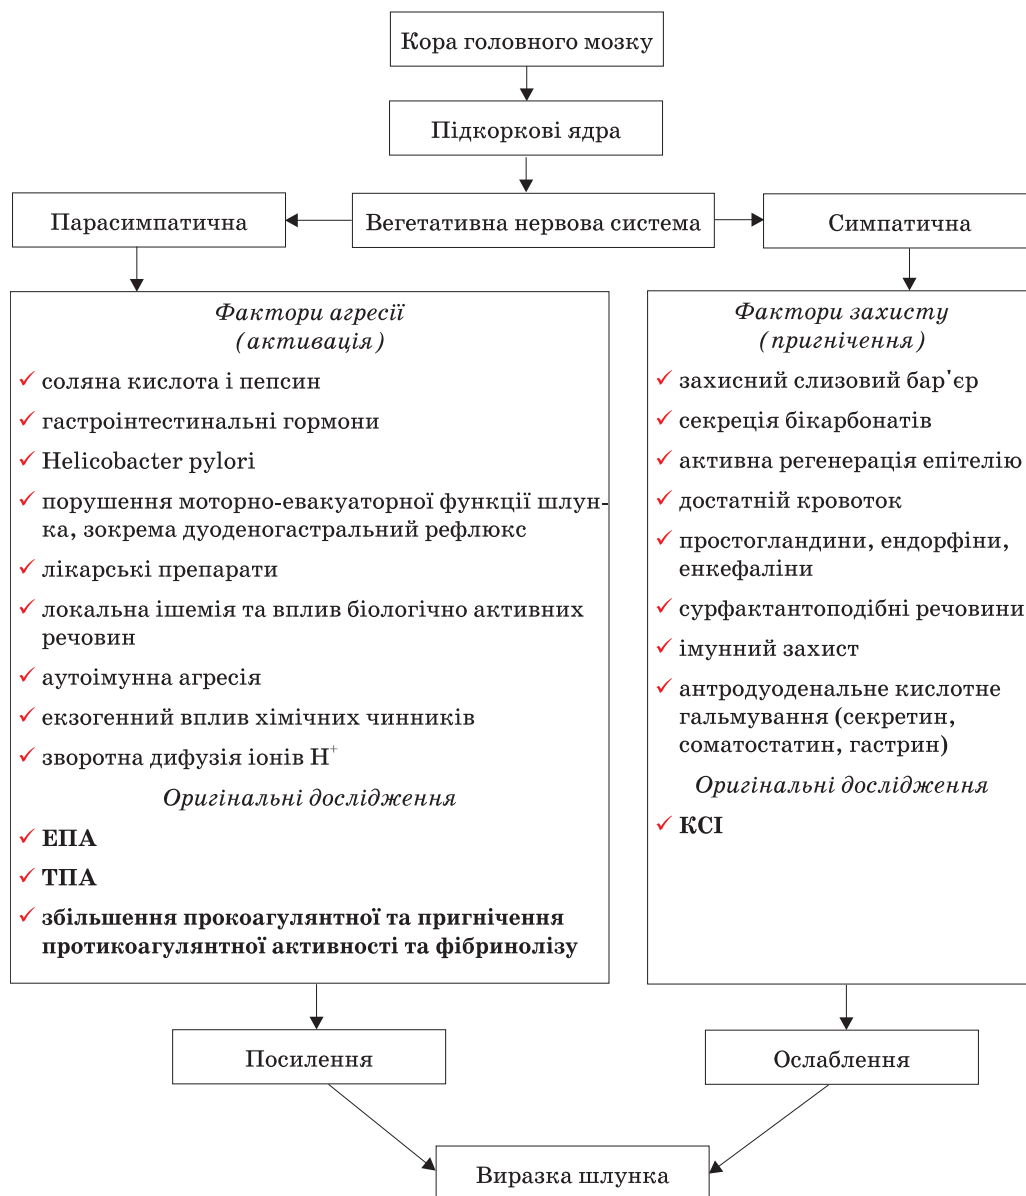 Кора головного мозку
Підкоркові ядра
Парасимпатична
Вегетативна нервова система
Симпатична
Фактори агресії
(активація)
✓ соляна кислота і пепсин
✓ гастроінтестинальні гормони
✓ Helicobacter pylori
✓ порушення моторно-евакуаторної функції шлун-
ка, зокрема дуоденогастральний рефлюкс
✓ лікарські препарати
✓ локальна ішемія та вплив біологічно активних
речовин
✓ аутоімунна агресія
✓ екзогенний вплив хімічних чинників
✓ зворотна дифузія іонів H⁺
Оригінальні дослідження
✓ ЕПА
✓ ТПА
✓ збільшення прокоагулянтної та пригнічення
протикоагулянтної активності та фібринолізу
Фактори захисту
(пригнічення)
✓ захисний слизовий бар'єр
✓ секреція бікарбонатів
✓ активна регенерація епітелію
✓ достатній кровоток
✓ простогландини, ендорфіни,
енкефаліни
✓ сурфактантоподібні речовини
✓ імунний захист
✓ антродуоденальне кислотне
гальмування (секретин,
соматостатин, гастрин)
Оригінальні дослідження
✓ КСІ
Посилення
Ослаблення
Виразка шлунка